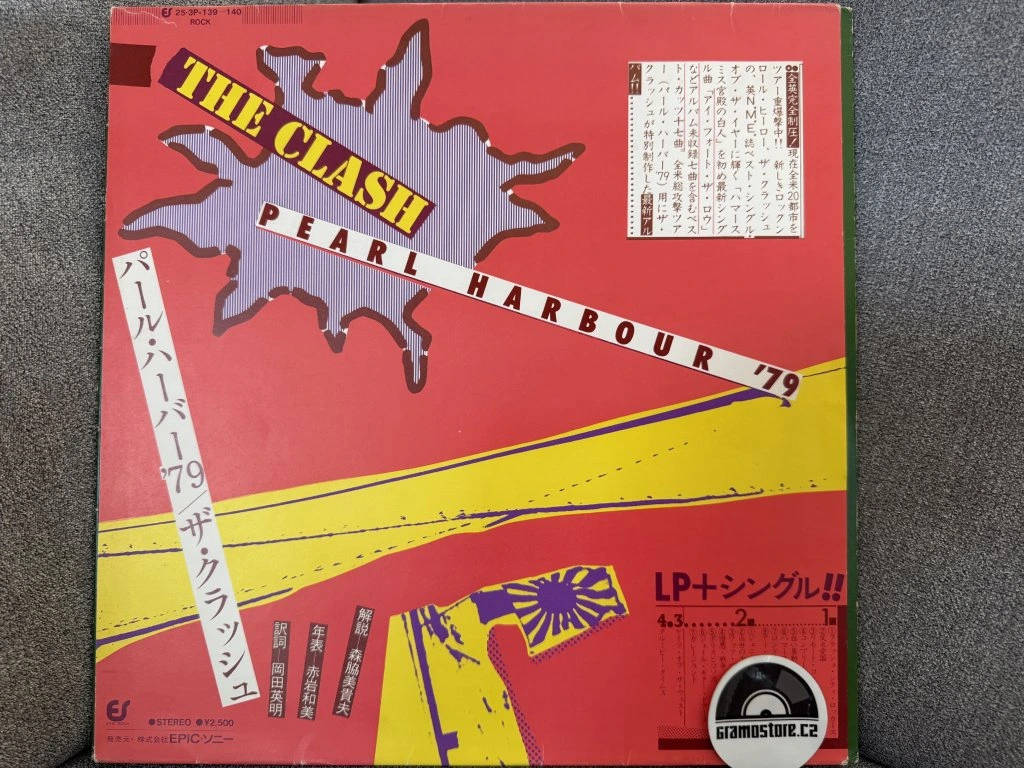 ES 25·3P-139~140
ROCK
THE CLASH
PEARL HARBOUR '79
●●全英完全制圧!現在全米20都市を
ツアー重爆撃中!!新しきロックン
ロール・ヒーロー、ザ・クラッシュ
の、英N.M.E.誌ベスト・シングル・
オブ・ザ・イヤーに輝く「ハマース
ミス宮殿の白人」を初め最新シング
ル曲「アイ・フォート・ザ・ロウ」
などアルバム未収録七曲を含むベス
ト・カッツ十七曲。全米総攻撃ツア
ー(パール・ハーバー'79)用にザ・
クラッシュが特別制作した最新アル
バム!!
パール・ハーバー'79/ザ・クラッシュ
解説 森脇美貴夫
年表 赤岩和美
訳詞 岡田英明
LP+シングル!!
1
2
3
4
ES
EPIC·SONY
●STEREO ●¥2,500
発売元・株式会社EPIC・ソニー
GRAMOSTORE.CZ